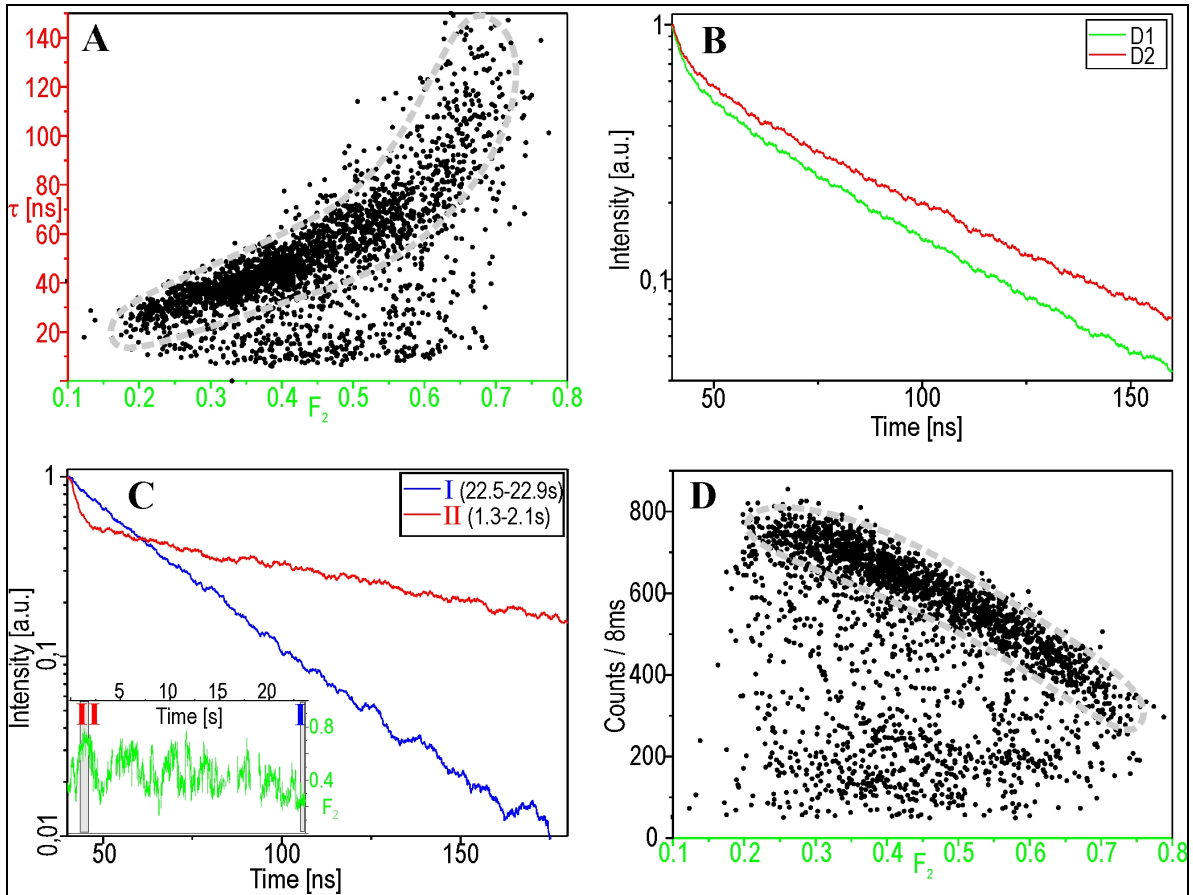 A
140
120
100
80
τ [ns]
60
40
20
0.1 0.2 0.3 0.4 0.5 0.6 0.7 0.8
F2
B
D1
D2
1
Intensity [a.u.]
0,1
50 100 150
Time [ns]
C
I (22.5-22.9s)
II (1.3-2.1s)
1
Intensity [a.u.]
0,1
0,01
5 10 15 20
Time [s]
II
I
0.8
0.4
F2
50 100 150
Time [ns]
D
800
600
400
200
0
Counts / 8ms
0.1 0.2 0.3 0.4 0.5 0.6 0.7 0.8
F2